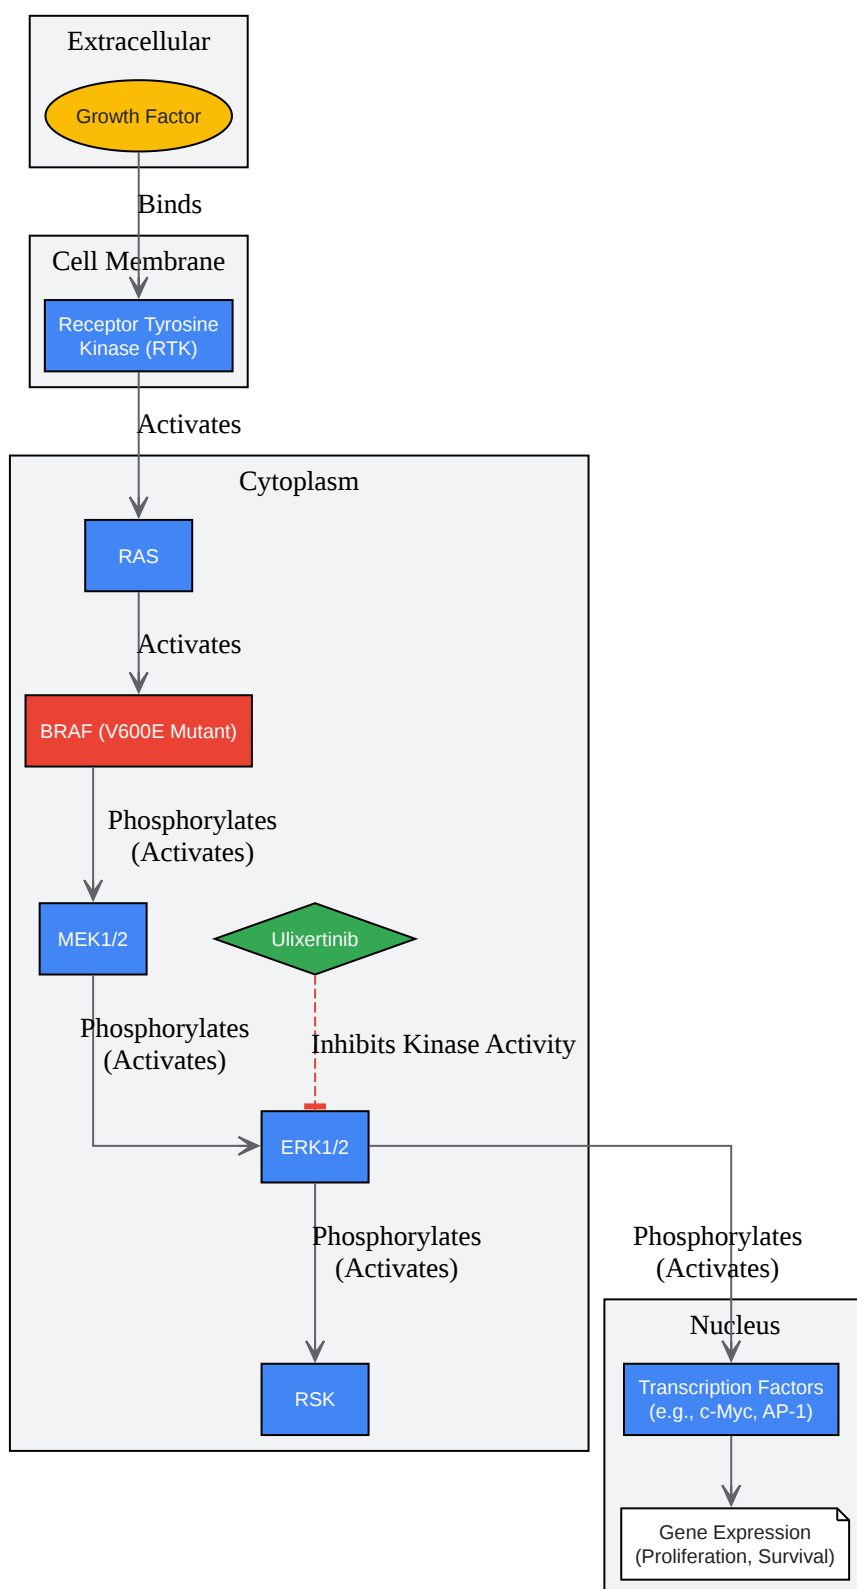 Extracellular
Growth Factor
Binds
Cell Membrane
Receptor Tyrosine
Kinase (RTK)
Activates
Cytoplasm
RAS
Activates
BRAF (V600E Mutant)
Phosphorylates
(Activates)
MEK1/2
Ulixertinib
Phosphorylates
(Activates)
Inhibits Kinase Activity
ERK1/2
Phosphorylates
(Activates)
Phosphorylates
(Activates)
Nucleus
RSK
Transcription Factors
(e.g., c-Myc, AP-1)
Gene Expression
(Proliferation, Survival)